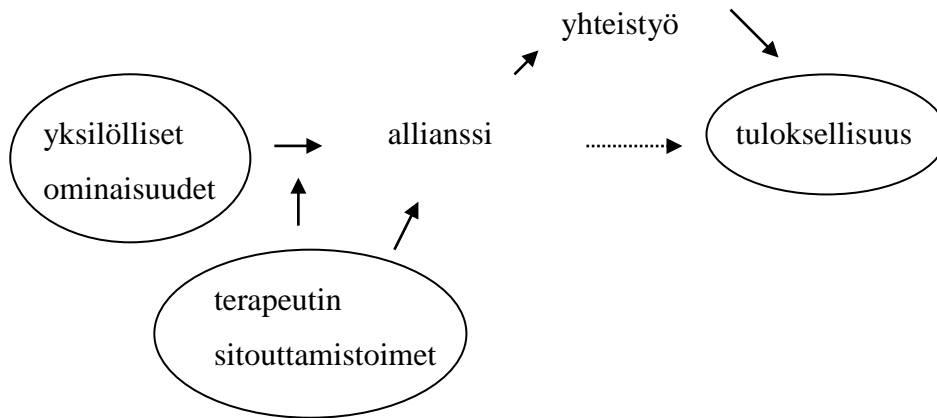 yhteistyö
yksilölliset
ominaisuudet
allianssi
tuloksellisuus
terapeutin
sitouttamistoimet